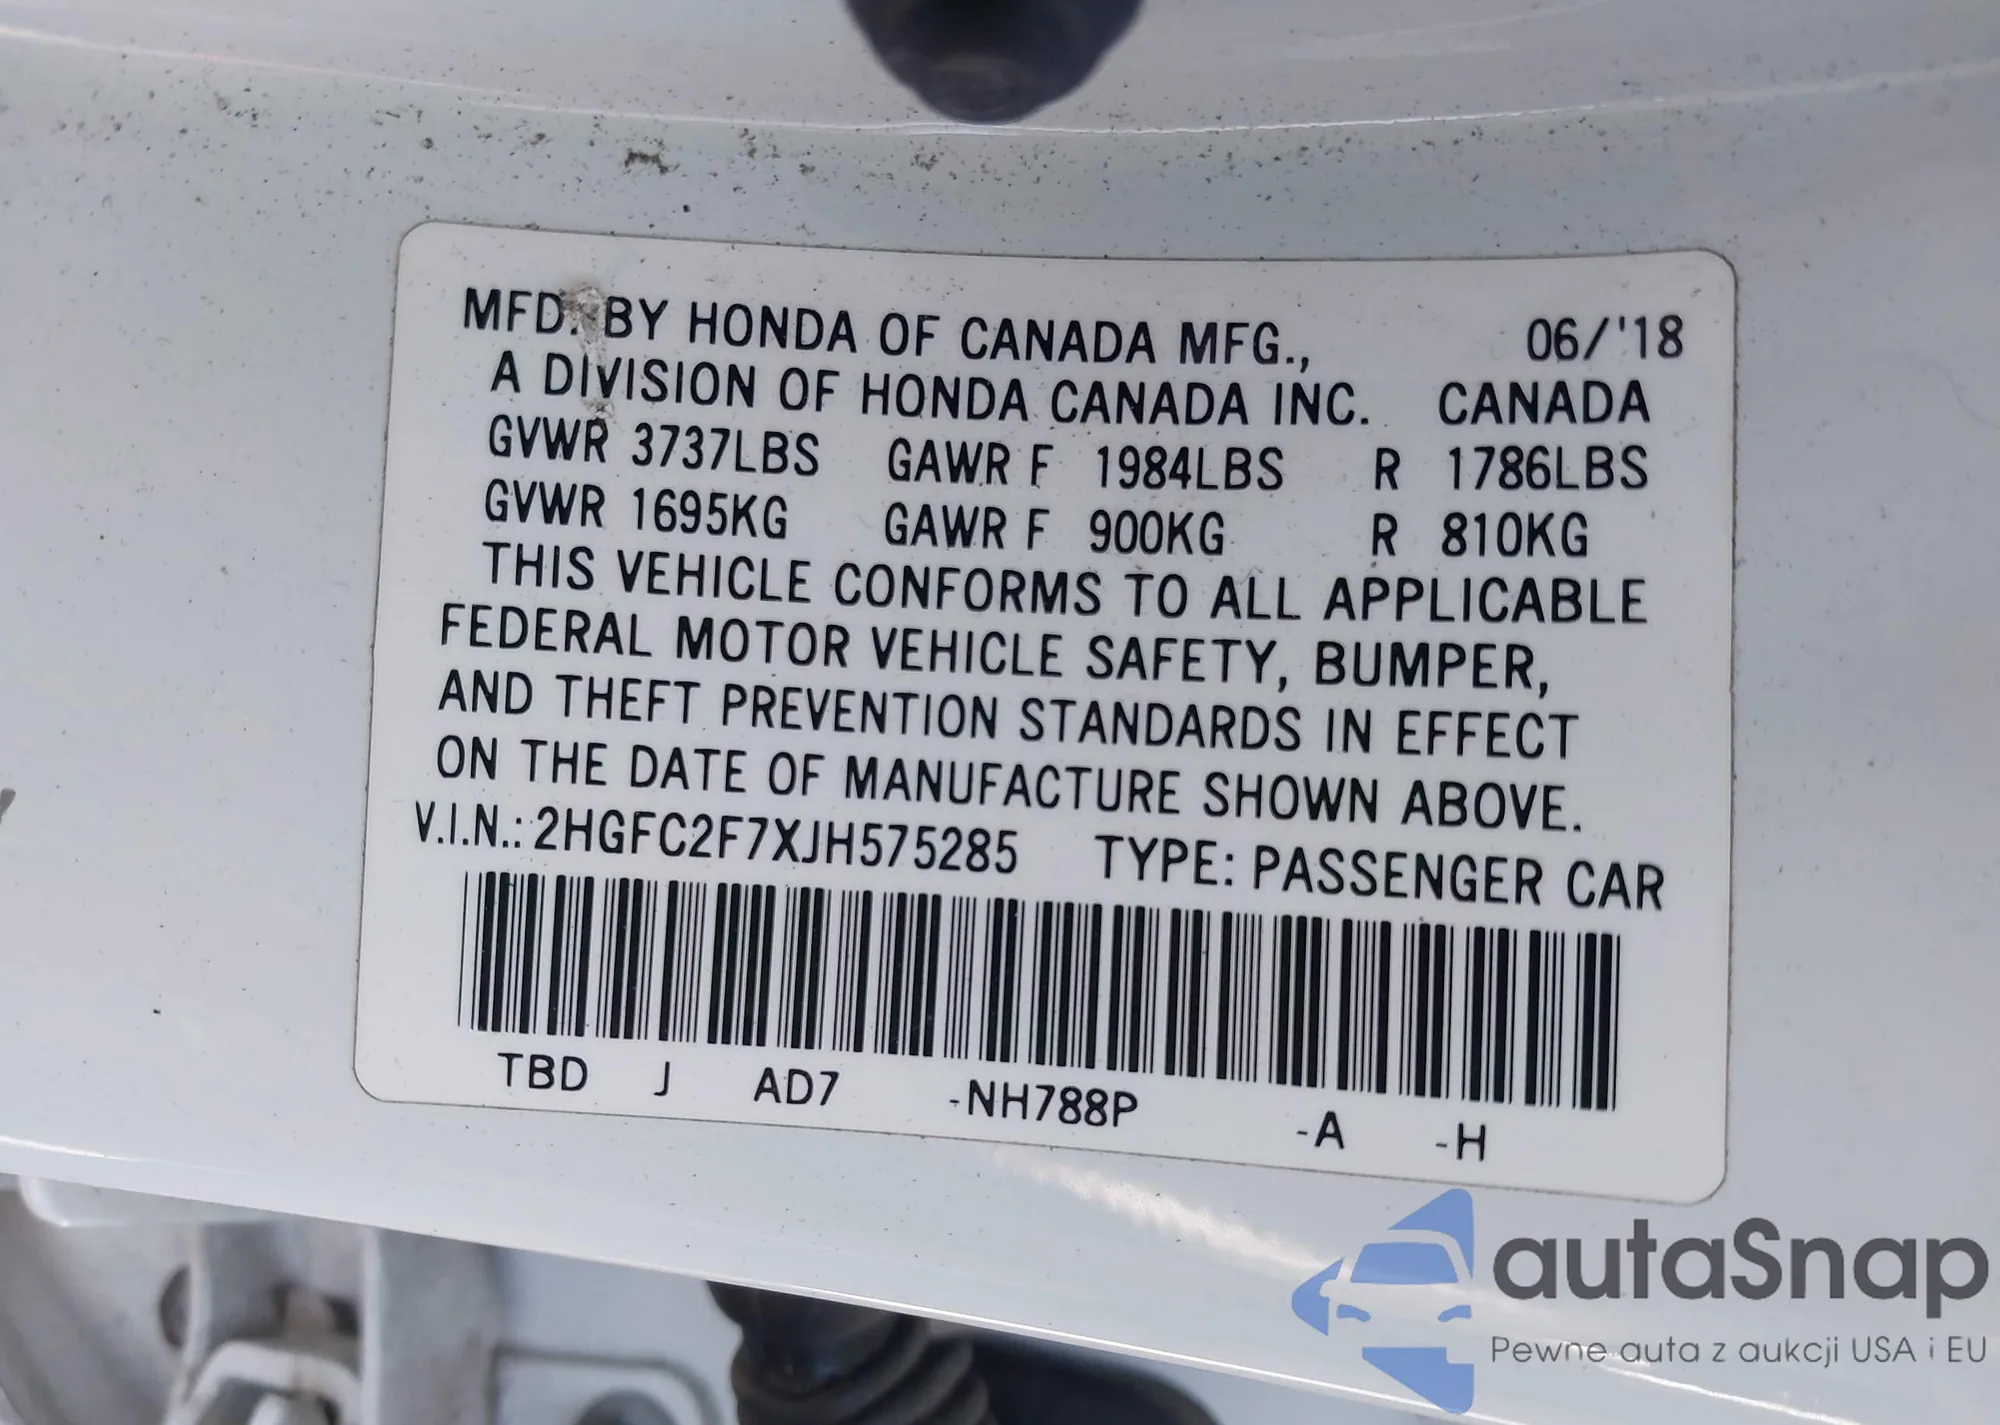 MFD. BY HONDA OF CANADA MFG., 06/'18
A DIVISION OF HONDA CANADA INC. CANADA
GVWR 3737LBS GAWR F 1984LBS R 1786LBS
GVWR 1695KG GAWR F 900KG R 810KG
THIS VEHICLE CONFORMS TO ALL APPLICABLE
FEDERAL MOTOR VEHICLE SAFETY, BUMPER,
AND THEFT PREVENTION STANDARDS IN EFFECT
ON THE DATE OF MANUFACTURE SHOWN ABOVE.
V.I.N.: 2HGFC2F7XJH575285 TYPE: PASSENGER CAR
TBD J AD7 -NH788P -A -H
autaSnap
Pewne auta z aukcji USA i EU